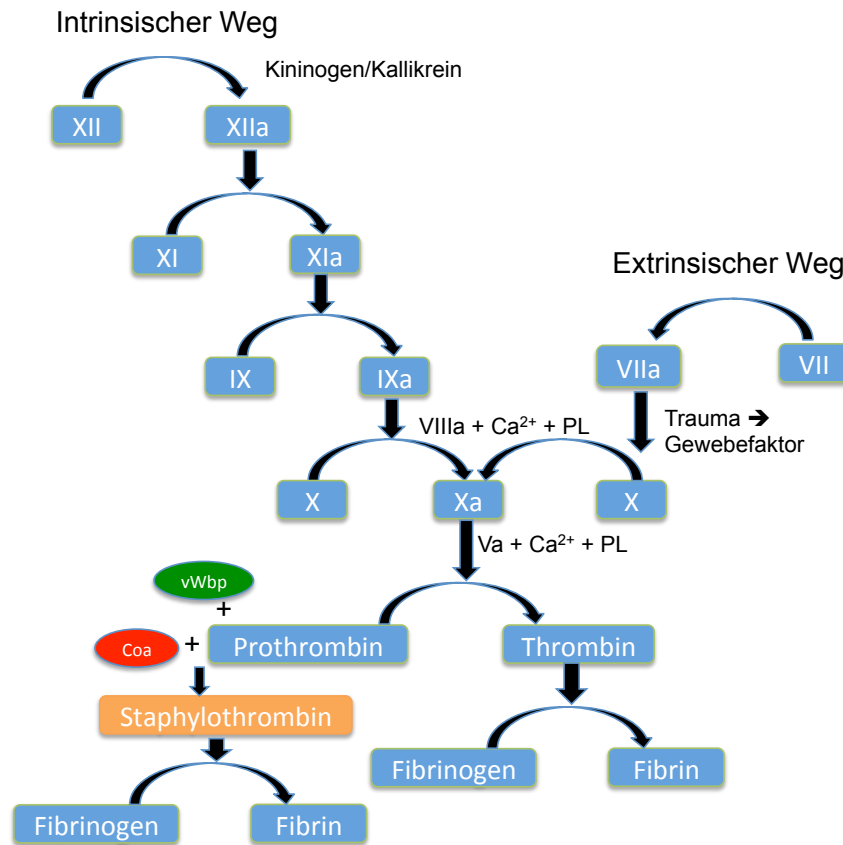 Intrinsischer Weg
Kininogen/Kallikrein
XII
XIIa
XI
XIa
Extrinsischer Weg
IX
IXa
VIIa
VII
VIIIa + Ca²⁺ + PL
Trauma ➔
Gewebefaktor
X
Xa
X
Va + Ca²⁺ + PL
vWbp
+
Coa
+
Prothrombin
Thrombin
Staphylothrombin
Fibrinogen
Fibrin
Fibrinogen
Fibrin